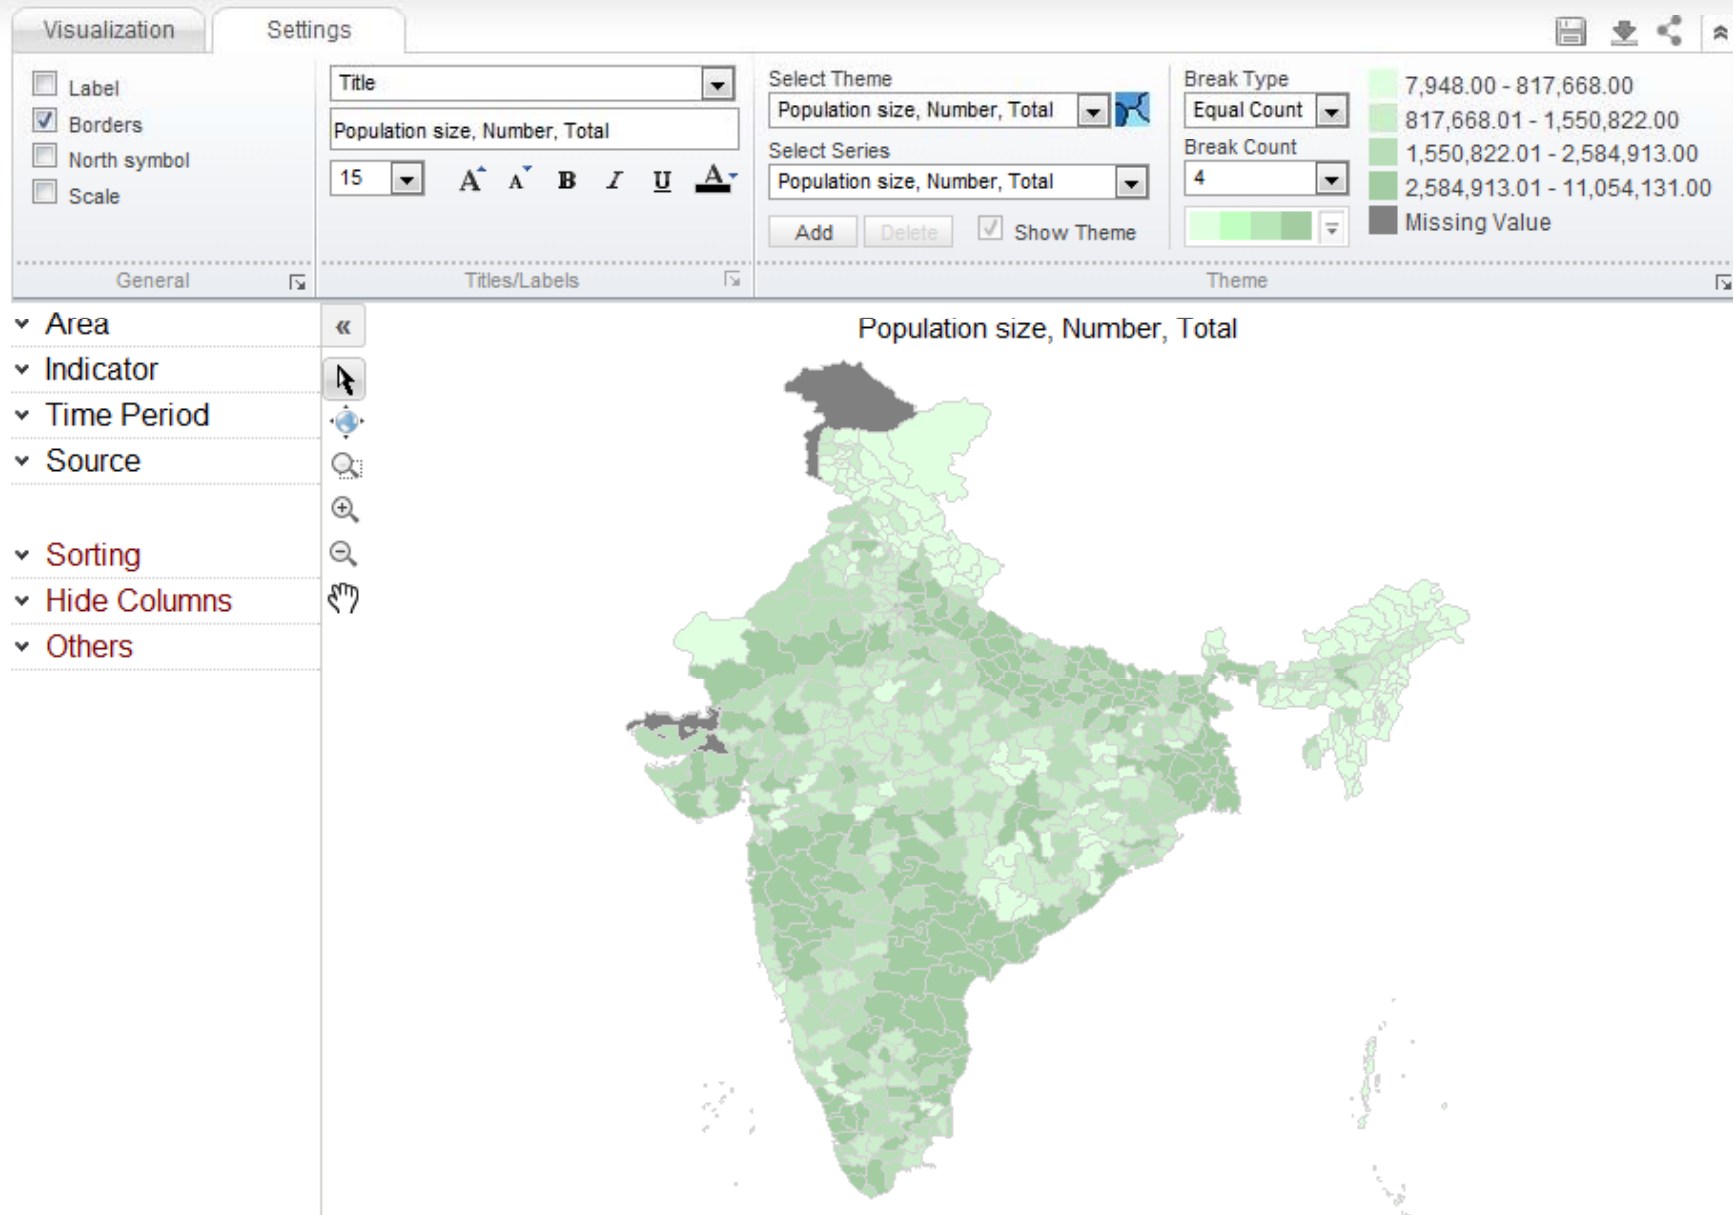 Visualization
Settings
Label
Borders
North symbol
Scale
General
Title
Population size, Number, Total
15
A A B I U A
Titles/Labels
Select Theme
Population size, Number, Total
Select Series
Population size, Number, Total
Add
Delete
Show Theme
Break Type
Equal Count
Break Count
4
7,948.00 - 817,668.00
817,668.01 - 1,550,822.00
1,550,822.01 - 2,584,913.00
2,584,913.01 - 11,054,131.00
Missing Value
Theme
Area
Indicator
Time Period
Source
Sorting
Hide Columns
Others
Population size, Number, Total